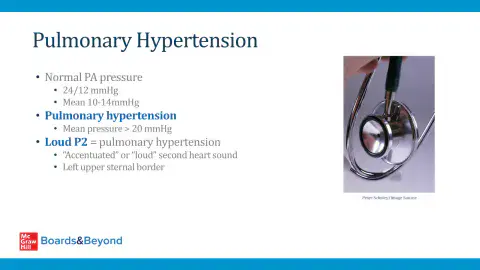 Pulmonary Hypertension
• Normal PA pressure
• 24/12 mmHg
• Mean 10-14mmHg
• Pulmonary hypertension
• Mean pressure > 20 mmHg
• Loud P2 = pulmonary hypertension
• “Accentuated” or “loud” second heart sound
• Left upper sternal border
Mc
Graw
Hill
Boards&Beyond